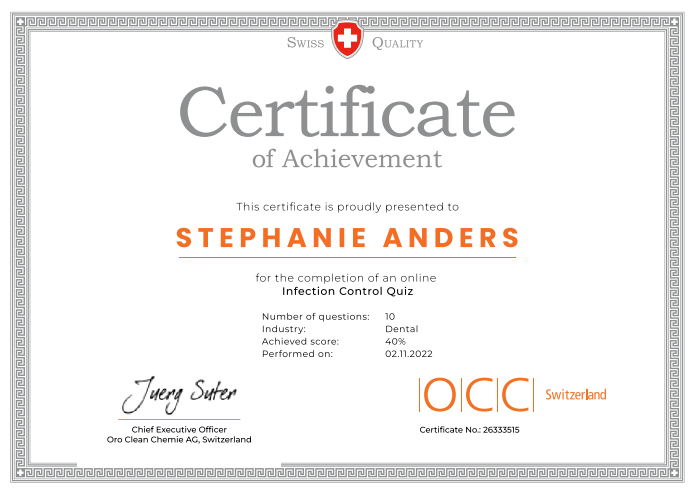 SWISS QUALITY
Certificate
of Achievement
This certificate is proudly presented to
STEPHANIE ANDERS
for the completion of an online
Infection Control Quiz
Number of questions: 10
Industry: Dental
Achieved score: 40%
Performed on: 02.11.2022
Juerg Suter
OCC Switzerland
Chief Executive Officer
Oro Clean Chemie AG, Switzerland
Certificate No.: 26333515